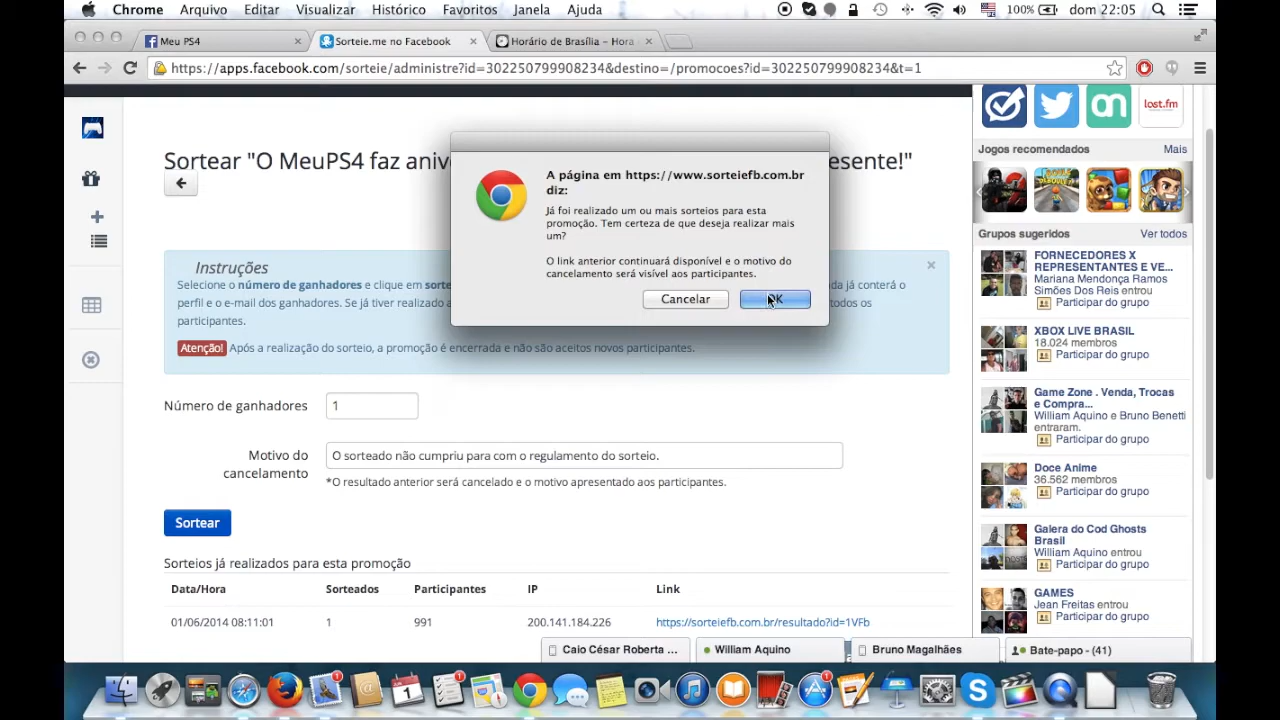 Chrome Arquivo Editar Visualizar Histórico Favoritos Janela Ajuda 100% dom 22:05
Meu PS4
Sorteie.me no Facebook
Horário de Brasília – Hora
https://apps.facebook.com/sorteie/administre?id=302250799908234&destino=/promocoes?id=302250799908234&t=1
Sortear "O MeuPS4 faz aniv
esente!"
A página em https://www.sorteiefb.com.br
diz:
Já foi realizado um ou mais sorteios para esta
promoção. Tem certeza de que deseja realizar mais
um?
O link anterior continuará disponível e o motivo do
cancelamento será visível aos participantes.
Cancelar
OK
Instruções
Selecione o número de ganhadores e clique em sort
da já conterá o
perfil e o e-mail dos ganhadores. Se já tiver realizado a
todos os
participantes.
Atenção! Após a realização do sorteio, a promoção é encerrada e não são aceitos novos participantes.
Número de ganhadores 1
Motivo do
cancelamento
O sorteado não cumpriu para com o regulamento do sorteio.
*O resultado anterior será cancelado e o motivo apresentado aos participantes.
Sortear
Sorteios já realizados para esta promoção
Data/Hora Sorteados Participantes IP Link
01/06/2014 08:11:01 1 991 200.141.184.226 https://sorteiefb.com.br/resultado?id=1VFb
lost.fm
Jogos recomendados Mais
Grupos sugeridos Ver todos
FORNECEDORES X
REPRESENTANTES E VE...
Mariana Mendonça Ramos
Simões Dos Reis entrou
Participar do grupo
XBOX LIVE BRASIL
18.024 membros
Participar do grupo
Game Zone . Venda, Trocas
e Compra...
William Aquino e Bruno Benetti
entraram.
Participar do grupo
Doce Anime
36.562 membros
Participar do grupo
Galera do Cod Ghosts
Brasil
William Aquino entrou
Participar do grupo
GAMES
Jean Freitas entrou
Participar do grupo
Caio César Roberta ...
William Aquino
Bruno Magalhães
Bate-papo - (41)